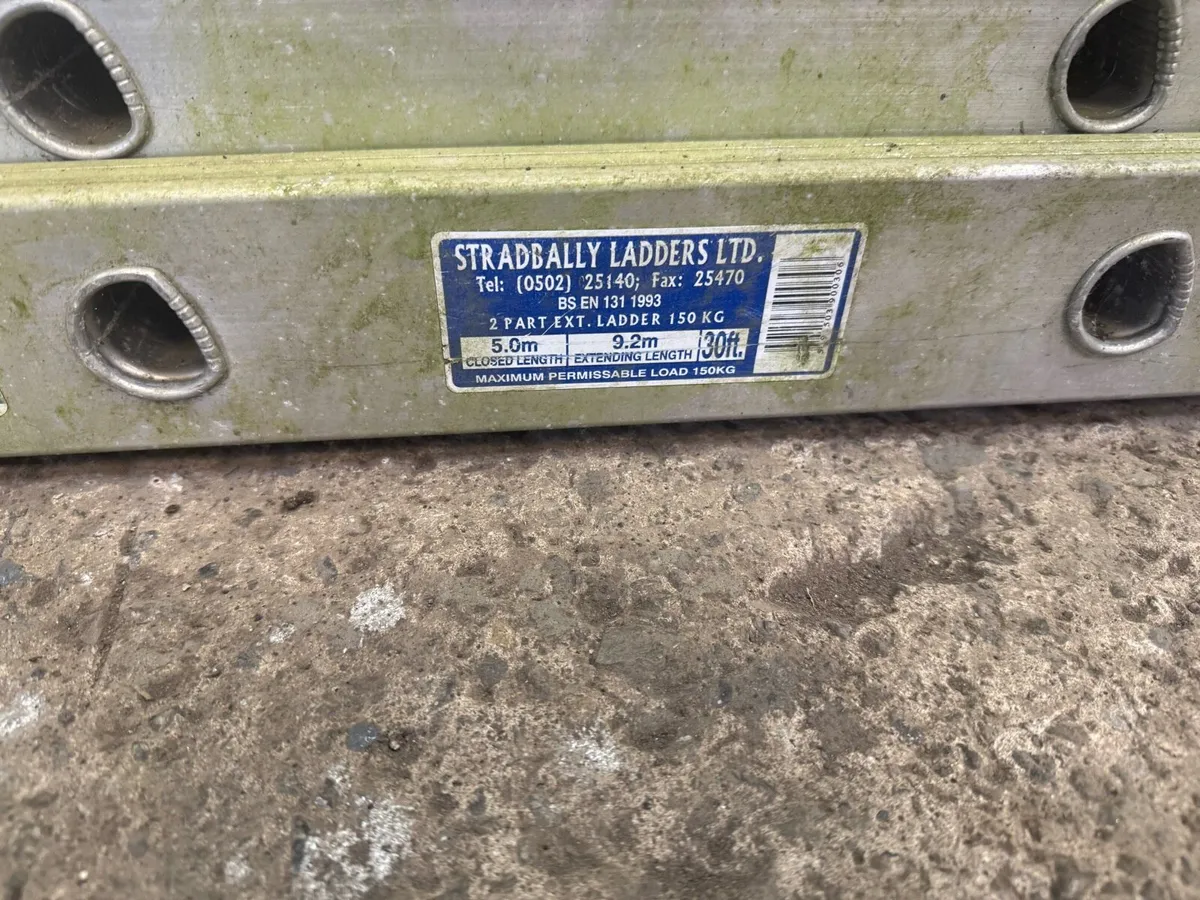 STRADBALLY LADDERS LTD.
Tel: (0502) 25140; Fax: 25470
BS EN 131 1993
2 PART EXT. LADDER 150 KG
5.0m 9.2m 30ft.
CLOSED LENGTH EXTENDING LENGTH
MAXIMUM PERMISSABLE LOAD 150KG